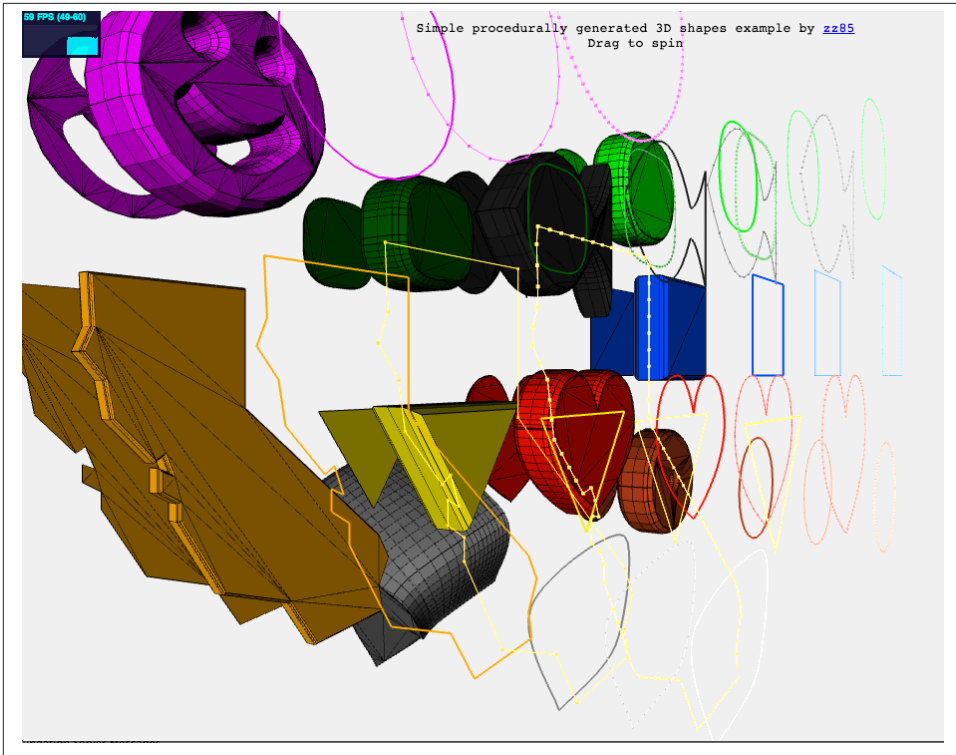 59 FPS (49-60)
Simple procedurally generated 3D shapes example by zz85
Drag to spin